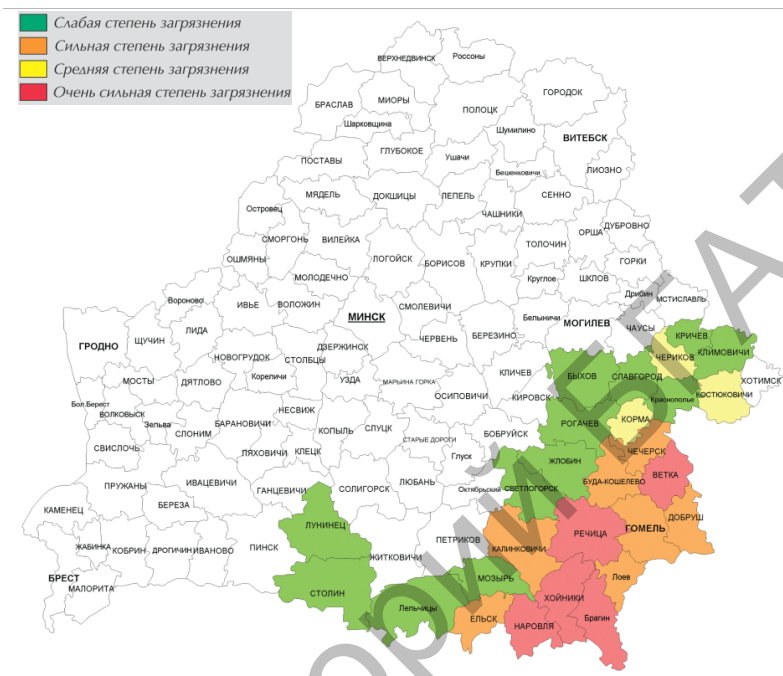 Слабая степень загрязнения
Сильная степень загрязнения
Средняя степень загрязнения
Очень сильная степень загрязнения
ВЕРХНЕДВИНСК
Россоны
ГОРОДОК
БРАСЛАВ
МИОРЫ
ПОЛОЦК
Шарковщина
Шумилино
ВИТЕБСК
ПОСТАВЫ
ГЛУБОКОЕ
Ушачи
Бешенковичи
ЛИОЗНО
МЯДЕЛЬ
ДОКШИЦЫ
ЛЕПЕЛЬ
СЕННО
Островец
ЧАШНИКИ
ДУБРОВНО
СМОРГОНЬ
ВИЛЕЙКА
ОРША
ТОЛОЧИН
ОШМЯНЫ
ЛОГОЙСК
БОРИСОВ
КРУПКИ
ГОРКИ
МОЛОДЕЧНО
Круглое
ШКЛОВ
Вороново
ИВЬЕ
ВОЛОЖИН
СМОЛЕВИЧИ
Дрибин
МСТИСЛАВЛЬ
МИНСК
Белыничи
МОГИЛЕВ
ЧАУСЫ
ГРОДНО
ЩУЧИН
ЛИДА
ДЗЕРЖИНСК
ЧЕРВЕНЬ
БЕРЕЗИНО
КРИЧЕВ
НОВОГРУДОК
СТОЛБЦЫ
ЧЕРИКОВ
КЛИМОВИЧИ
МОСТЫ
ДЯТЛОВО
Кореличи
УЗДА
МАРЬИНА ГОРКА
КЛИЧЕВ
БЫХОВ
СЛАВГОРОД
ХОТИМСК
Бол.Берест
ВОЛКОВЫСК
Зельва
НЕСВИЖ
ОСИПОВИЧИ
КИРОВСК
Краснополье
КОСТЮКОВИЧИ
СЛОНИМ
БАРАНОВИЧИ
КОПЫЛЬ
СЛУЦК
СТАРЫЕ ДОРОГИ
БОБРУЙСК
РОГАЧЕВ
КОРМА
СВИСЛОЧЬ
ЛЯХОВИЧИ
КЛЕЦК
Глуск
ЧЕЧЕРСК
ПРУЖАНЫ
ИВАЦЕВИЧИ
ГАНЦЕВИЧИ
СОЛИГОРСК
ЛЮБАНЬ
Октябрьский
СВЕТЛОГОРСК
ЖЛОБИН
БУДА-КОШЕЛЕВО
ВЕТКА
КАМЕНЕЦ
БЕРЕЗА
ЛУНИНЕЦ
РЕЧИЦА
ГОМЕЛЬ
ДОБРУШ
ЖАБИНКА
КОБРИН
ДРОГИЧИН
ИВАНОВО
ПИНСК
ЖИТКОВИЧИ
ПЕТРИКОВ
КАЛИНКОВИЧИ
БРЕСТ
МАЛОРИТА
СТОЛИН
МОЗЫРЬ
Лоев
Лельчицы
ХОЙНИКИ
ЕЛЬСК
НАРОВЛЯ
Брагин